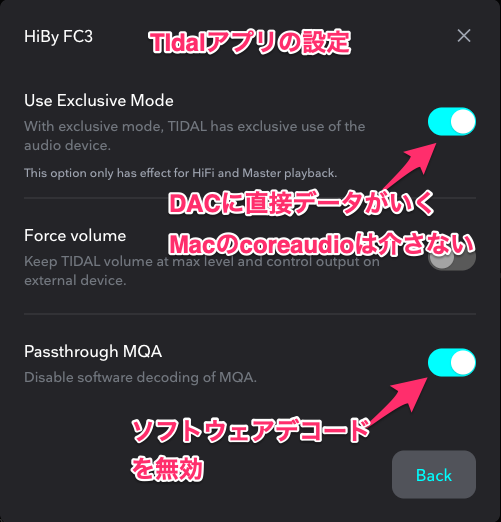 HiBy FC3
TIdalアプリの設定
Use Exclusive Mode
With exclusive mode, TIDAL has exclusive use of the
audio device.
This option only has effect for HiFi and Master playback.
DACに直接データがいく
Macのcoreaudioは介さない
Force volume
Keep TIDAL volume at max level and control output on
external device.
Passthrough MQA
Disable software decoding of MQA.
ソフトウェアデコード
を無効
Back